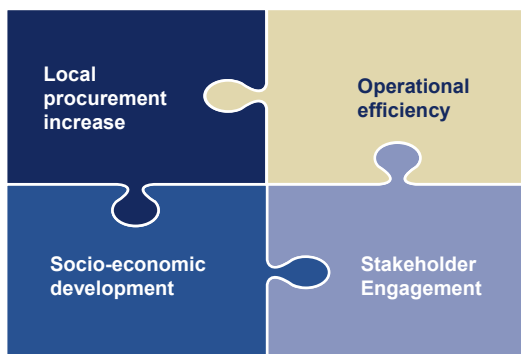 Local
procurement
increase
Operational
efficiency
Socio-economic
development
Stakeholder
Engagement